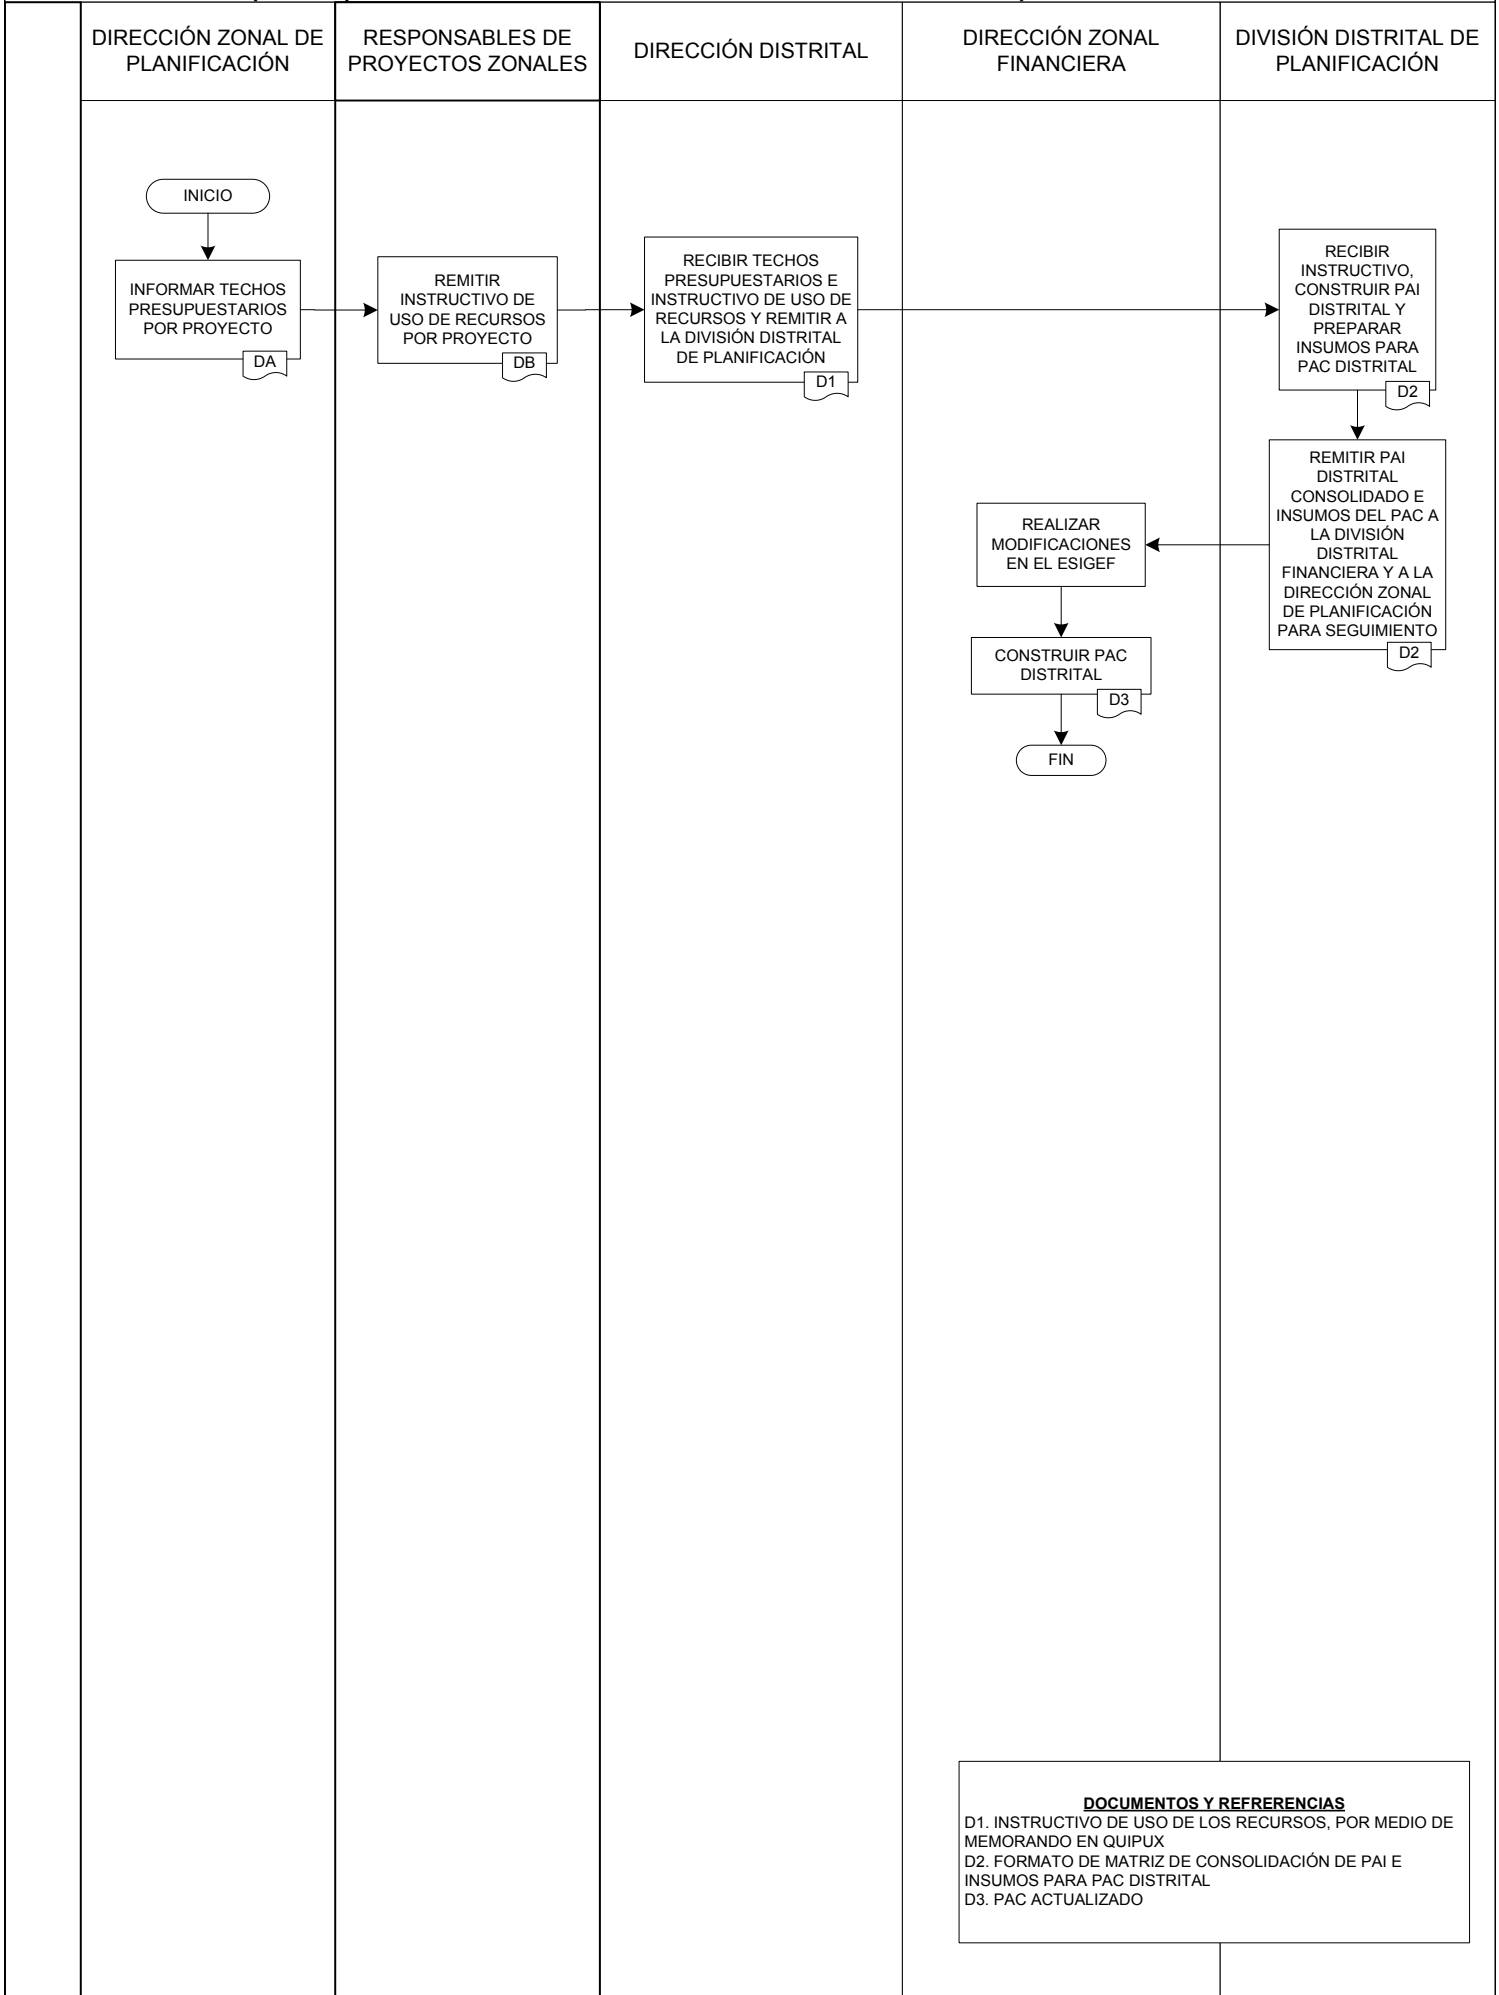 DIRECCIÓN ZONAL DE
PLANIFICACIÓN
RESPONSABLES DE
PROYECTOS ZONALES
DIRECCIÓN DISTRITAL
DIRECCIÓN ZONAL
FINANCIERA
DIVISIÓN DISTRITAL DE
PLANIFICACIÓN
INICIO
INFORMAR TECHOS
PRESUPUESTARIOS
POR PROYECTO
DA
REMITIR
INSTRUCTIVO DE
USO DE RECURSOS
POR PROYECTO
DB
RECIBIR TECHOS
PRESUPUESTARIOS E
INSTRUCTIVO DE USO DE
RECURSOS Y REMITIR A
LA DIVISIÓN DISTRITAL
DE PLANIFICACIÓN
D1
RECIBIR
INSTRUCTIVO,
CONSTRUIR PAI
DISTRITAL Y
PREPARAR
INSUMOS PARA
PAC DISTRITAL
D2
REMITIR PAI
DISTRITAL
CONSOLIDADO E
INSUMOS DEL PAC A
LA DIVISIÓN
DISTRITAL
FINANCIERA Y A LA
DIRECCIÓN ZONAL
DE PLANIFICACIÓN
PARA SEGUIMIENTO
D2
REALIZAR
MODIFICACIONES
EN EL ESIGEF
CONSTRUIR PAC
DISTRITAL
D3
FIN
DOCUMENTOS Y REFRERENCIAS
D1. INSTRUCTIVO DE USO DE LOS RECURSOS, POR MEDIO DE
MEMORANDO EN QUIPUX
D2. FORMATO DE MATRIZ DE CONSOLIDACIÓN DE PAI E
INSUMOS PARA PAC DISTRITAL
D3. PAC ACTUALIZADO